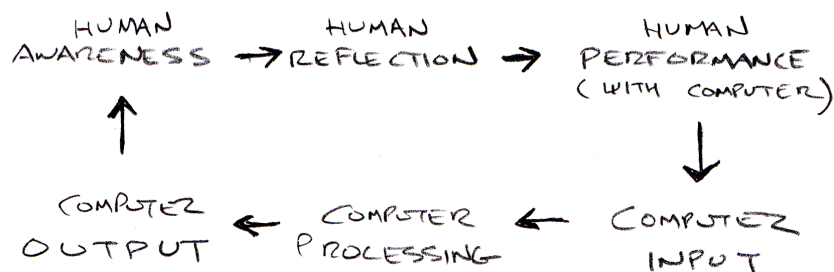 HUMAN
AWARENESS
HUMAN
REFLECTION
HUMAN
PERFORMANCE
(WITH COMPUTER)
COMPUTER
OUTPUT
COMPUTER
PROCESSING
COMPUTER
INPUT